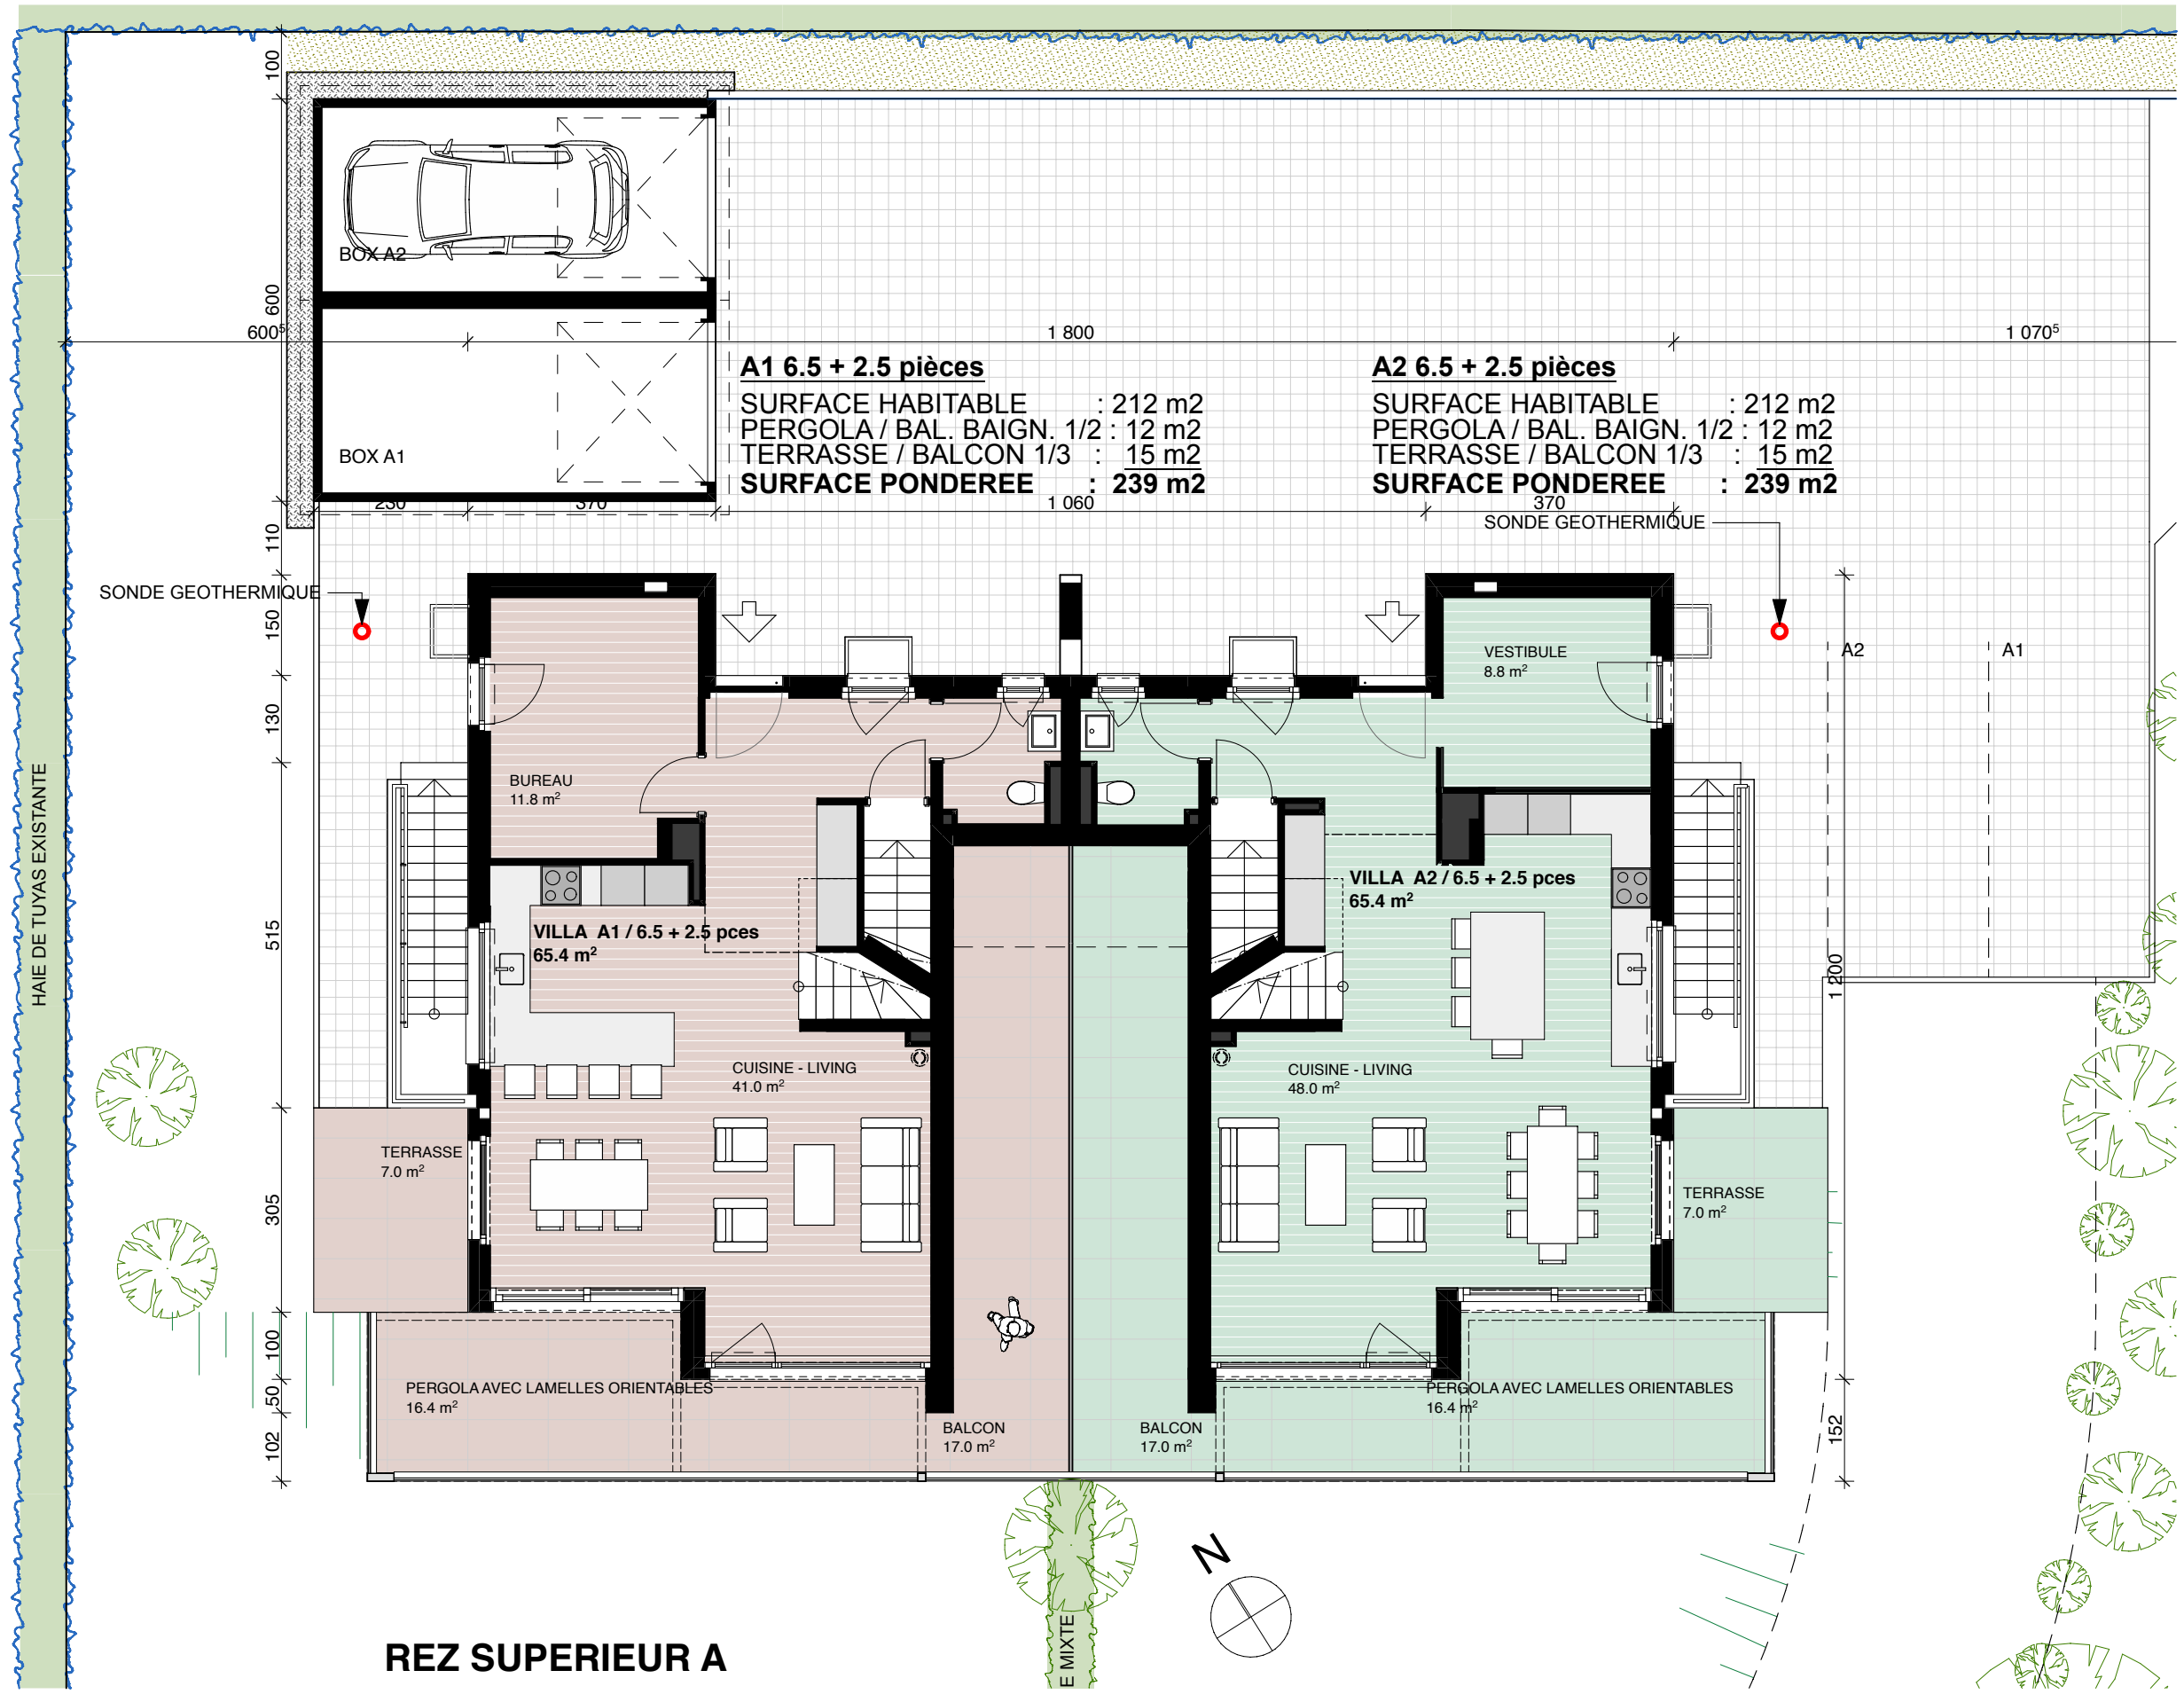 100
BOX A2
600
600⁵
1 800
1 070⁵
A1 6.5 + 2.5 pièces
SURFACE HABITABLE : 212 m2
PERGOLA / BAL. BAIGN. 1/2 : 12 m2
TERRASSE / BALCON 1/3 : 15 m2
SURFACE PONDEREE : 239 m2
A2 6.5 + 2.5 pièces
SURFACE HABITABLE : 212 m2
PERGOLA / BAL. BAIGN. 1/2 : 12 m2
TERRASSE / BALCON 1/3 : 15 m2
SURFACE PONDEREE : 239 m2
BOX A1
230
370
1 060
370
SONDE GEOTHERMIQUE
110
SONDE GEOTHERMIQUE
150
VESTIBULE
8.8 m²
A2
A1
130
BUREAU
11.8 m²
HAIE DE TUYAS EXISTANTE
VILLA A2 / 6.5 + 2.5 pces
65.4 m²
515
VILLA A1 / 6.5 + 2.5 pces
65.4 m²
1 200
CUISINE - LIVING
41.0 m²
CUISINE - LIVING
48.0 m²
TERRASSE
7.0 m²
TERRASSE
7.0 m²
305
100
50
PERGOLA AVEC LAMELLES ORIENTABLES
16.4 m²
PERGOLA AVEC LAMELLES ORIENTABLES
16.4 m²
BALCON
17.0 m²
BALCON
17.0 m²
102
152
N
E MIXTE
REZ SUPERIEUR A